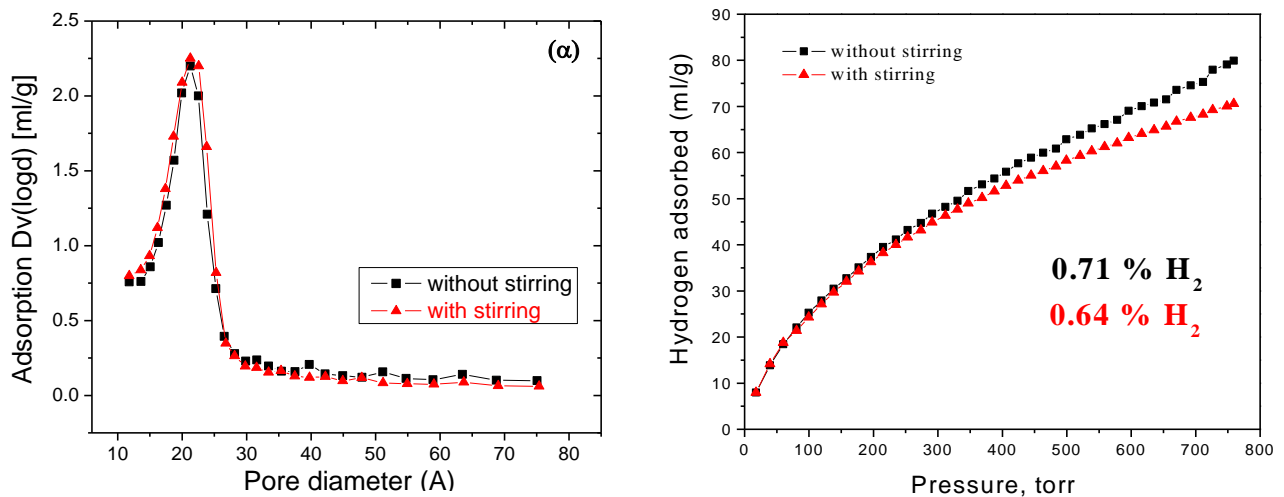 2.5
2.0
1.5
1.0
0.5
0.0
Adsorption Dv(logd) [ml/g]
(α)
without stirring
with stirring
10 20 30 40 50 60 70 80
Pore diameter (A)
90
80
70
60
50
40
30
20
10
0
Hydrogen adsorbed (ml/g)
without stirring
with stirring
0.71 % H₂
0.64 % H₂
0 100 200 300 400 500 600 700 800
Pressure, torr